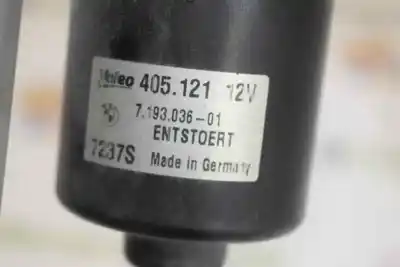 Valeo 405.121 12V
7.193.036-01
ENTSTOERT
7237S Made in Germany